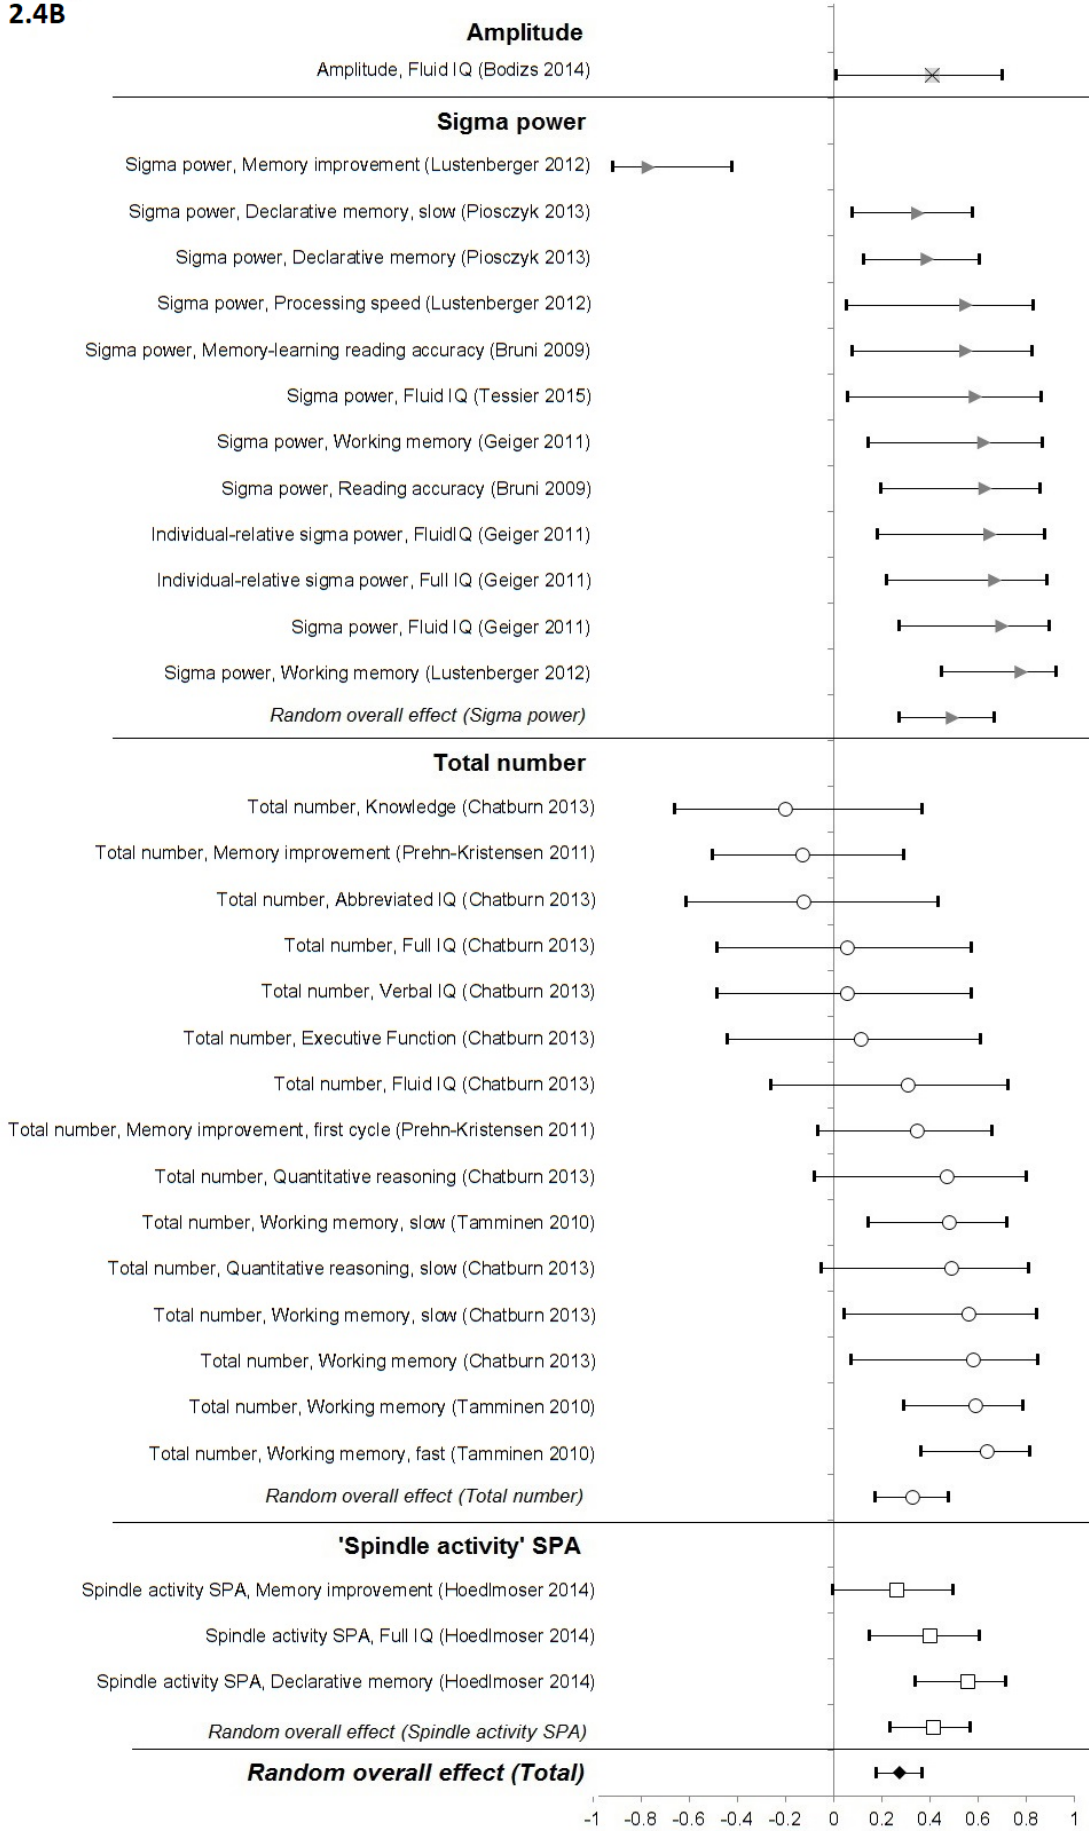 2.4B
Amplitude
Amplitude, Fluid IQ (Bodizs 2014)
Sigma power
Sigma power, Memory improvement (Lustenberger 2012)
Sigma power, Declarative memory, slow (Piosczyk 2013)
Sigma power, Declarative memory (Piosczyk 2013)
Sigma power, Processing speed (Lustenberger 2012)
Sigma power, Memory-learning reading accuracy (Bruni 2009)
Sigma power, Fluid IQ (Tessier 2015)
Sigma power, Working memory (Geiger 2011)
Sigma power, Reading accuracy (Bruni 2009)
Individual-relative sigma power, FluidIQ (Geiger 2011)
Individual-relative sigma power, Full IQ (Geiger 2011)
Sigma power, Fluid IQ (Geiger 2011)
Sigma power, Working memory (Lustenberger 2012)
Random overall effect (Sigma power)
Total number
Total number, Knowledge (Chatburn 2013)
Total number, Memory improvement (Prehn-Kristensen 2011)
Total number, Abbreviated IQ (Chatburn 2013)
Total number, Full IQ (Chatburn 2013)
Total number, Verbal IQ (Chatburn 2013)
Total number, Executive Function (Chatburn 2013)
Total number, Fluid IQ (Chatburn 2013)
Total number, Memory improvement, first cycle (Prehn-Kristensen 2011)
Total number, Quantitative reasoning (Chatburn 2013)
Total number, Working memory, slow (Tamminen 2010)
Total number, Quantitative reasoning, slow (Chatburn 2013)
Total number, Working memory, slow (Chatburn 2013)
Total number, Working memory (Chatburn 2013)
Total number, Working memory (Tamminen 2010)
Total number, Working memory, fast (Tamminen 2010)
Random overall effect (Total number)
'Spindle activity' SPA
Spindle activity SPA, Memory improvement (Hoedlmoser 2014)
Spindle activity SPA, Full IQ (Hoedlmoser 2014)
Spindle activity SPA, Declarative memory (Hoedlmoser 2014)
Random overall effect (Spindle activity SPA)
Random overall effect (Total)
-1 -0.8 -0.6 -0.4 -0.2 0 0.2 0.4 0.6 0.8 1